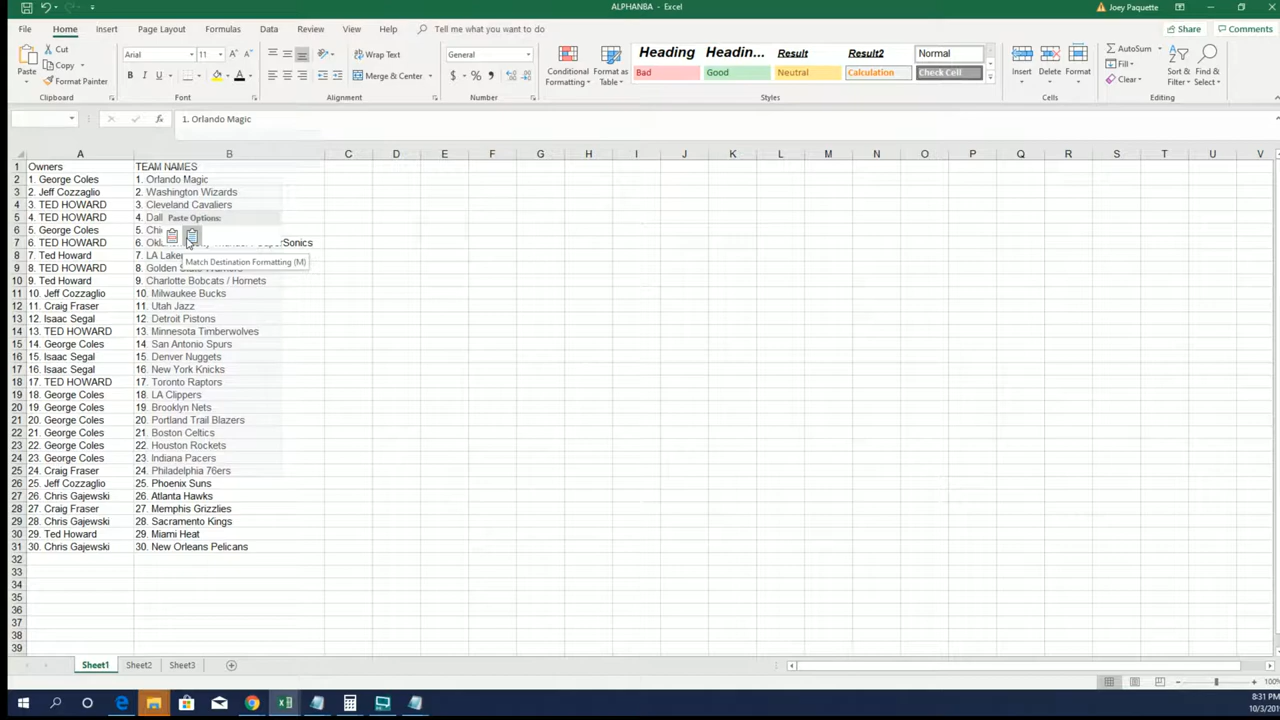 ALPHANBA - Excel
Joey Paquette
File Home Insert Page Layout Formulas Data Review View Help Tell me what you want to do Share Comments
Cut
Copy
Format Painter
Paste
Clipboard
Arial 11
B I U
Font
Wrap Text
Merge & Center
Alignment
General
$ % ,
Number
Conditional Formatting
Format as Table
Heading Headin... Result Result2 Normal
Bad Good Neutral Calculation Check Cell
Styles
Insert Delete Format
Cells
AutoSum
Fill
Clear
Sort & Filter
Find & Select
Editing
1. Orlando Magic
A B C D E F G H I J K L M N O P Q R S T U V
1 Owners TEAM NAMES
2 1. George Coles 1. Orlando Magic
3 2. Jeff Cozzaglio 2. Washington Wizards
4 3. TED HOWARD 3. Cleveland Cavaliers
5 4. TED HOWARD 4. Dall
Paste Options:
6 5. George Coles 5. Chi
7 6. TED HOWARD 6. Okl SuperSonics
8 7. Ted Howard 7. LA Lake
Match Destination Formatting (M)
9 8. TED HOWARD 8. Golden State Warriors
10 9. Ted Howard 9. Charlotte Bobcats / Hornets
11 10. Jeff Cozzaglio 10. Milwaukee Bucks
12 11. Craig Fraser 11. Utah Jazz
13 12. Isaac Segal 12. Detroit Pistons
14 13. TED HOWARD 13. Minnesota Timberwolves
15 14. George Coles 14. San Antonio Spurs
16 15. Isaac Segal 15. Denver Nuggets
17 16. Isaac Segal 16. New York Knicks
18 17. TED HOWARD 17. Toronto Raptors
19 18. George Coles 18. LA Clippers
20 19. George Coles 19. Brooklyn Nets
21 20. George Coles 20. Portland Trail Blazers
22 21. George Coles 21. Boston Celtics
23 22. George Coles 22. Houston Rockets
24 23. George Coles 23. Indiana Pacers
25 24. Craig Fraser 24. Philadelphia 76ers
26 25. Jeff Cozzaglio 25. Phoenix Suns
27 26. Chris Gajewski 26. Atlanta Hawks
28 27. Craig Fraser 27. Memphis Grizzlies
29 28. Chris Gajewski 28. Sacramento Kings
30 29. Ted Howard 29. Miami Heat
31 30. Chris Gajewski 30. New Orleans Pelicans
32
33
34
35
36
37
38
39
Sheet1 Sheet2 Sheet3
100%
8:31 PM
10/3/20